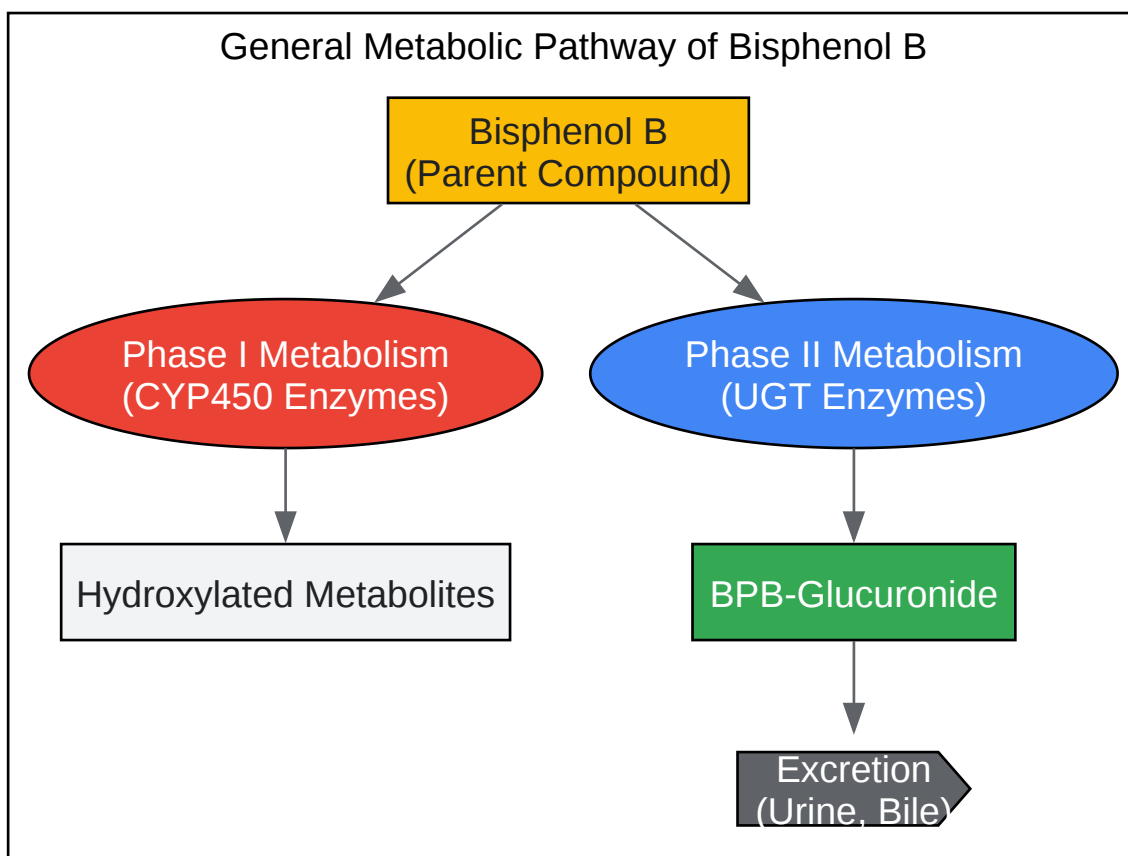 General Metabolic Pathway of Bisphenol B
Bisphenol B
(Parent Compound)
Phase I Metabolism
(CYP450 Enzymes)
Phase II Metabolism
(UGT Enzymes)
Hydroxylated Metabolites
BPB-Glucuronide
Excretion
(Urine, Bile)